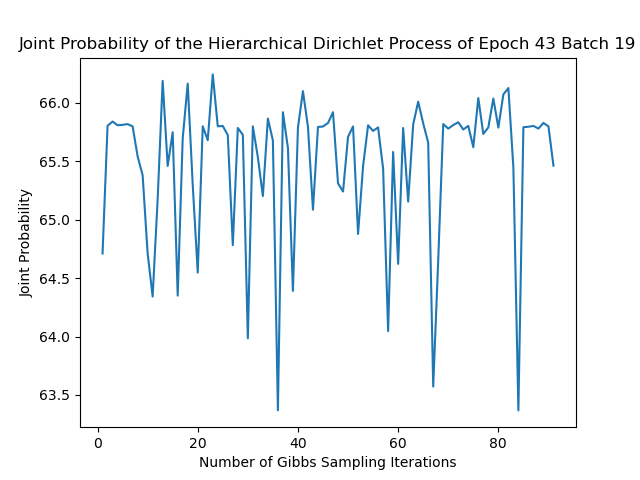 Joint Probability of the Hierarchical Dirichlet Process of Epoch 43 Batch 19
66.0
65.5
65.0
64.5
64.0
63.5
Joint Probability
0 20 40 60 80
Number of Gibbs Sampling Iterations